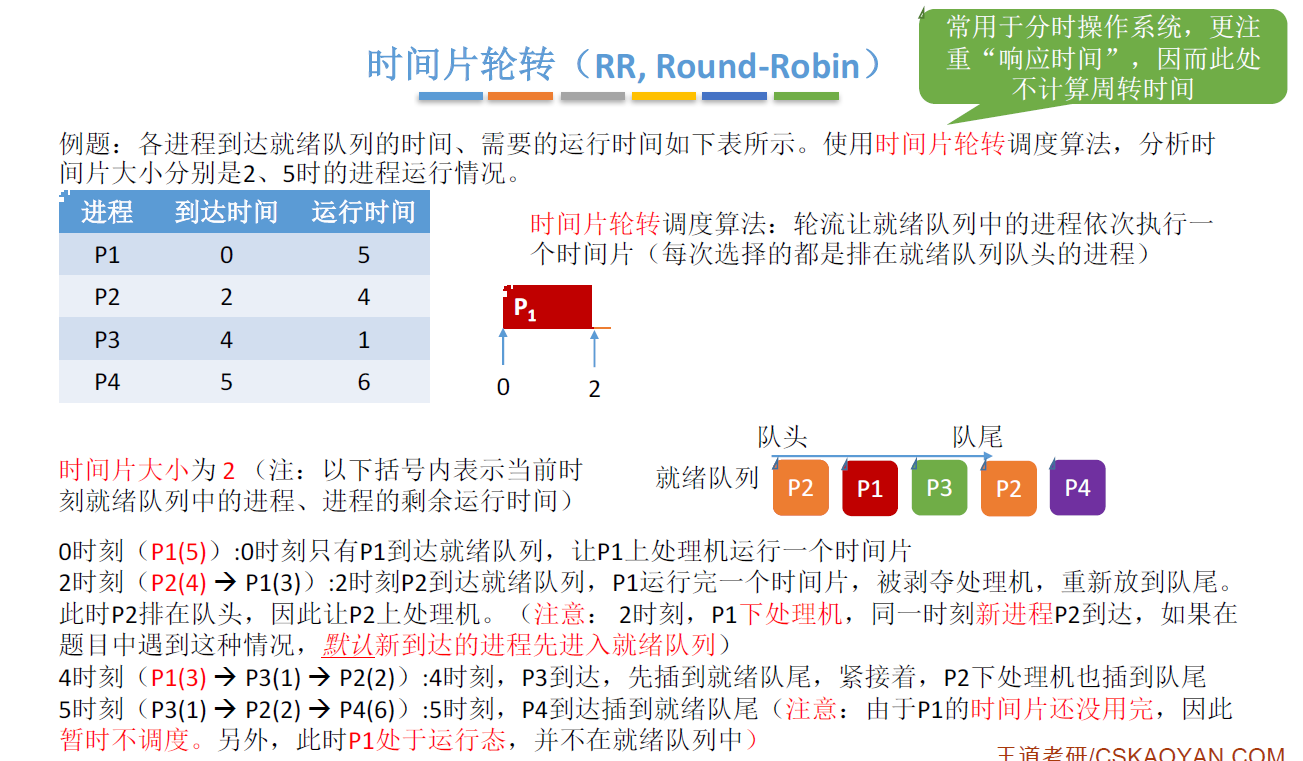 时间片轮转（RR, Round-Robin）
常用于分时操作系统，更注
重“响应时间”，因而此处
不计算周转时间
例题：各进程到达就绪队列的时间、需要的运行时间如下表所示。使用时间片轮转调度算法，分析时
间片大小分别是2、5时的进程运行情况。
进程 到达时间 运行时间
P1 0 5
P2 2 4
P3 4 1
P4 5 6
时间片轮转调度算法：轮流让就绪队列中的进程依次执行一
个时间片（每次选择的都是排在就绪队列队头的进程）
P1
0 2
时间片大小为 2 （注：以下括号内表示当前时
刻就绪队列中的进程、进程的剩余运行时间）
队头 队尾
就绪队列 P2 P1 P3 P2 P4
0时刻（P1(5)）:0时刻只有P1到达就绪队列，让P1上处理机运行一个时间片
2时刻（P2(4) → P1(3)）:2时刻P2到达就绪队列，P1运行完一个时间片，被剥夺处理机，重新放到队尾。
此时P2排在队头，因此让P2上处理机。（注意： 2时刻，P1下处理机，同一时刻新进程P2到达，如果在
题目中遇到这种情况，默认新到达的进程先进入就绪队列）
4时刻（P1(3) → P3(1) → P2(2)）:4时刻，P3到达，先插到就绪队尾，紧接着，P2下处理机也插到队尾
5时刻（P3(1) → P2(2) → P4(6)）:5时刻，P4到达插到就绪队尾（注意：由于P1的时间片还没用完，因此
暂时不调度。另外，此时P1处于运行态，并不在就绪队列中）
王道考研/CSKAOYAN.COM